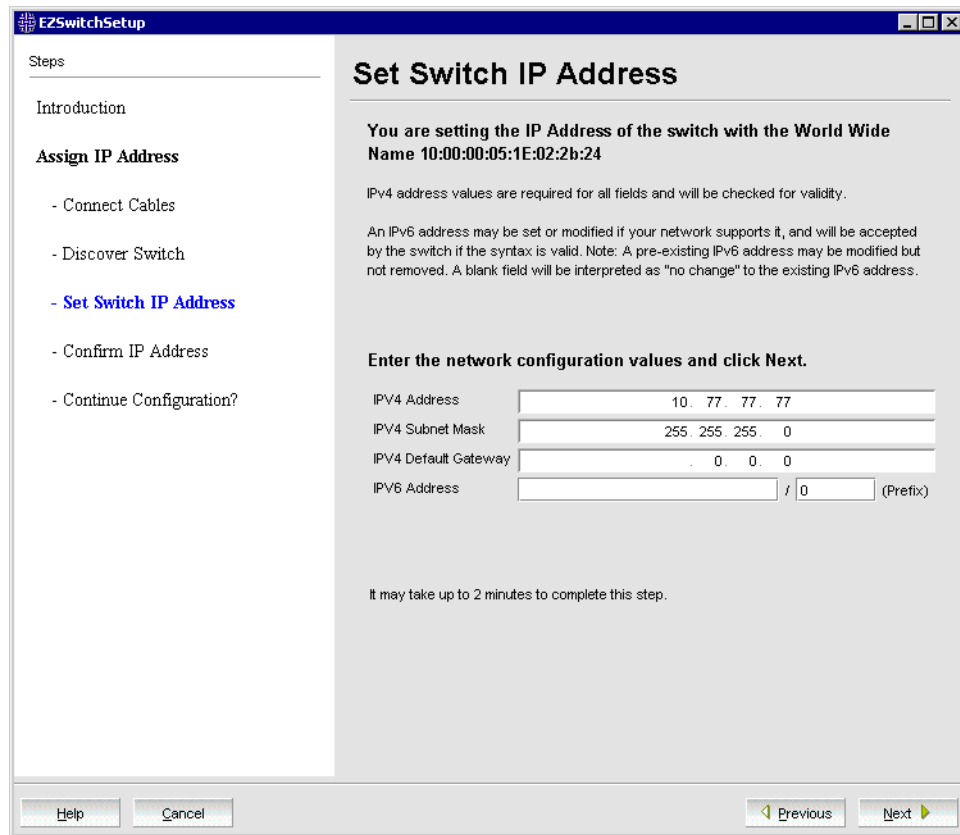 EZSwitchSetup
Steps
Introduction
Assign IP Address
- Connect Cables
- Discover Switch
- Set Switch IP Address
- Confirm IP Address
- Continue Configuration?
Set Switch IP Address
You are setting the IP Address of the switch with the World Wide
Name 10:00:00:05:1E:02:2b:24
IPv4 address values are required for all fields and will be checked for validity.
An IPv6 address may be set or modified if your network supports it, and will be accepted
by the switch if the syntax is valid. Note: A pre-existing IPv6 address may be modified but
not removed. A blank field will be interpreted as "no change" to the existing IPv6 address.
Enter the network configuration values and click Next.
IPV4 Address 10. 77. 77. 77
IPV4 Subnet Mask 255. 255. 255. 0
IPV4 Default Gateway . 0. 0. 0
IPV6 Address / 0 (Prefix)
It may take up to 2 minutes to complete this step.
Help Cancel Previous Next